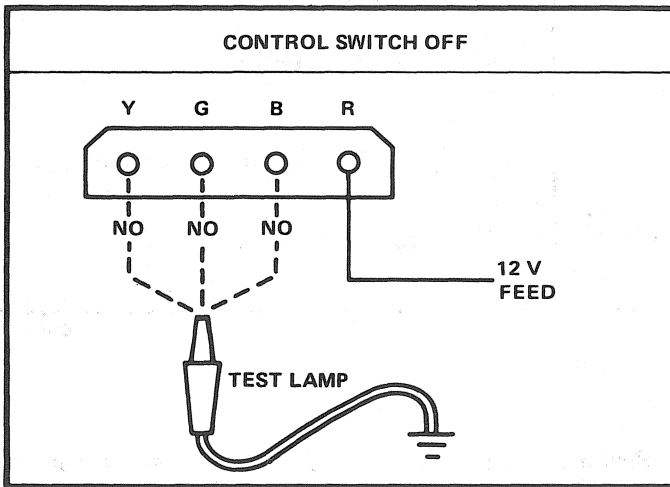 CONTROL SWITCH OFF
Y G B R
NO NO NO
12 V
FEED
TEST LAMP